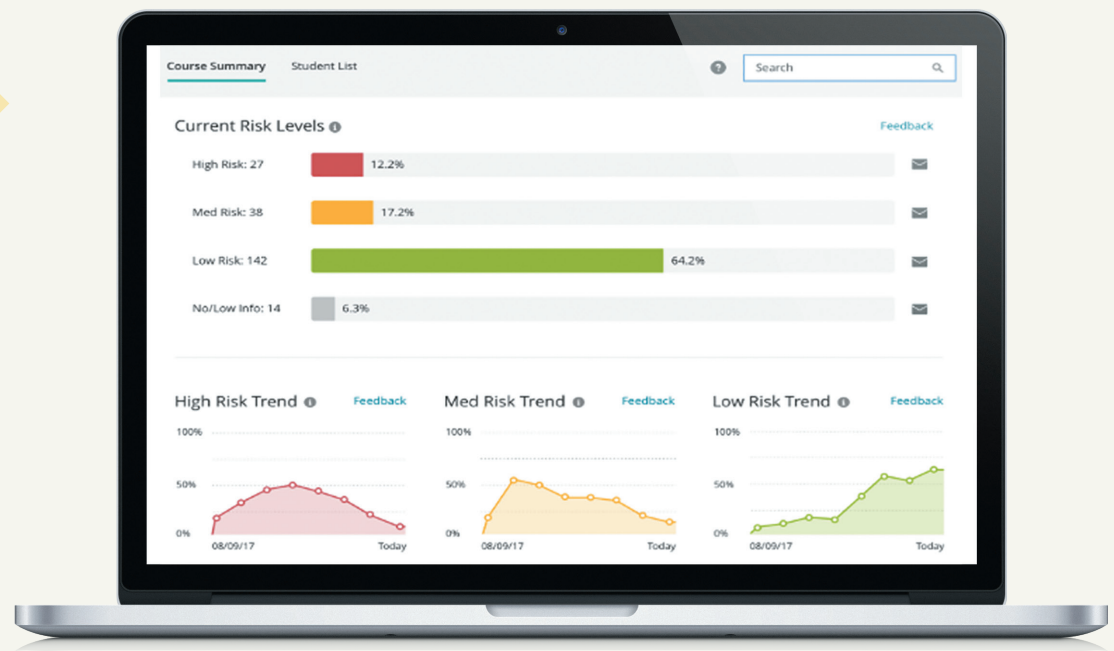 Course Summary Student List Search
Current Risk Levels Feedback
High Risk: 27 12.2%
Med Risk: 38 17.2%
Low Risk: 142 64.2%
No/Low Info: 14 6.3%
High Risk Trend Feedback Med Risk Trend Feedback Low Risk Trend Feedback
100% 100% 100%
50% 50% 50%
0% 0% 0%
08/09/17 Today 08/09/17 Today 08/09/17 Today